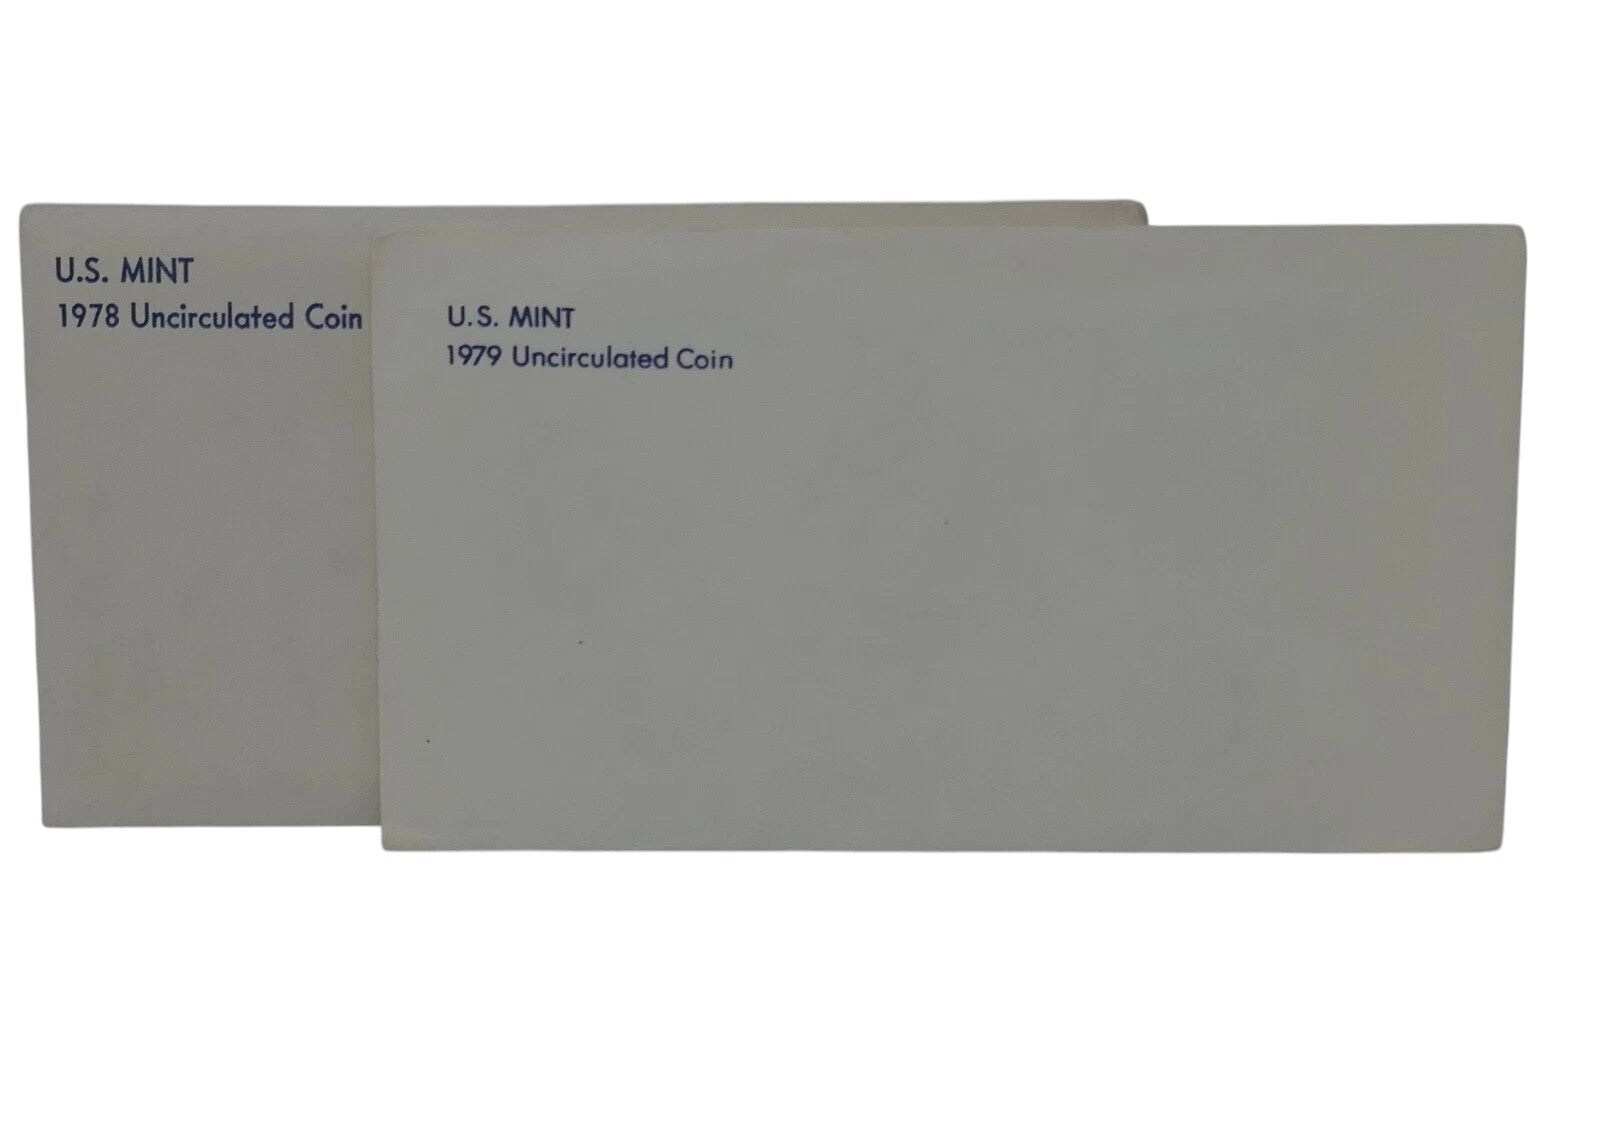 U.S. MINT
1978 Uncirculated Coin
U.S. MINT
1979 Uncirculated Coin